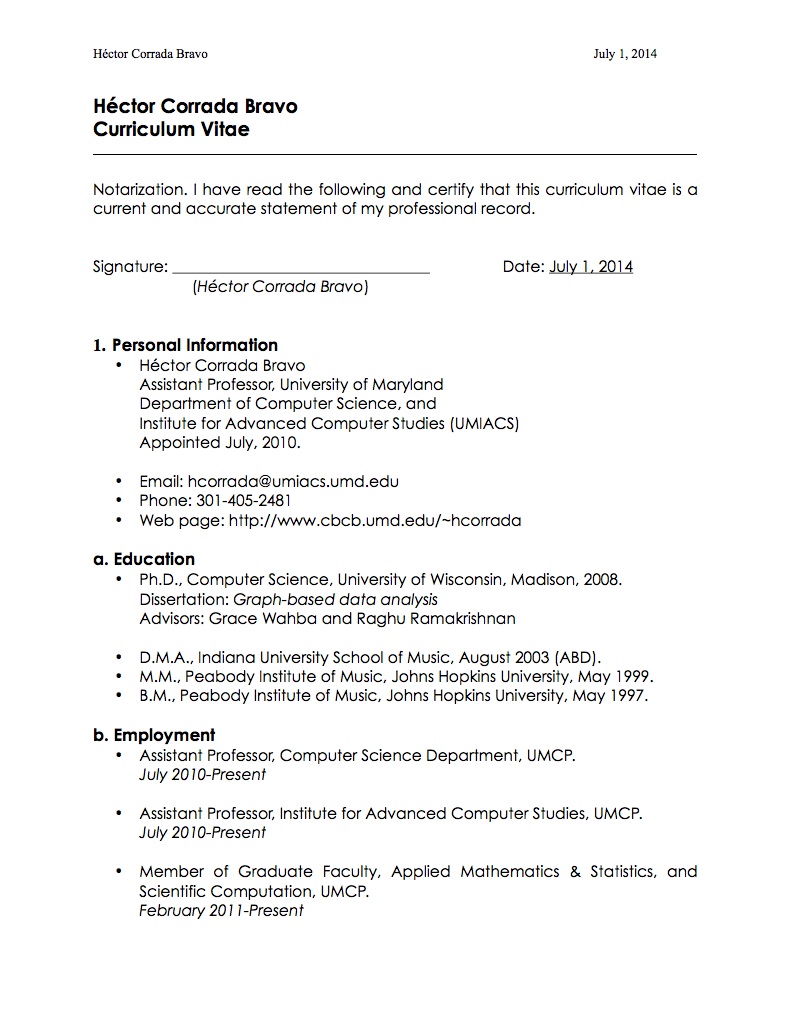 Héctor Corrada Bravo July 1, 2014
Héctor Corrada Bravo
Curriculum Vitae
Notarization. I have read the following and certify that this curriculum vitae is a
current and accurate statement of my professional record.
Signature: ______________________________ Date: July 1, 2014
(Héctor Corrada Bravo)
1. Personal Information
• Héctor Corrada Bravo
Assistant Professor, University of Maryland
Department of Computer Science, and
Institute for Advanced Computer Studies (UMIACS)
Appointed July, 2010.
• Email: hcorrada@umiacs.umd.edu
• Phone: 301-405-2481
• Web page: http://www.cbcb.umd.edu/~hcorrada
a. Education
• Ph.D., Computer Science, University of Wisconsin, Madison, 2008.
Dissertation: Graph-based data analysis
Advisors: Grace Wahba and Raghu Ramakrishnan
• D.M.A., Indiana University School of Music, August 2003 (ABD).
• M.M., Peabody Institute of Music, Johns Hopkins University, May 1999.
• B.M., Peabody Institute of Music, Johns Hopkins University, May 1997.
b. Employment
• Assistant Professor, Computer Science Department, UMCP.
July 2010-Present
• Assistant Professor, Institute for Advanced Computer Studies, UMCP.
July 2010-Present
• Member of Graduate Faculty, Applied Mathematics & Statistics, and
Scientific Computation, UMCP.
February 2011-Present